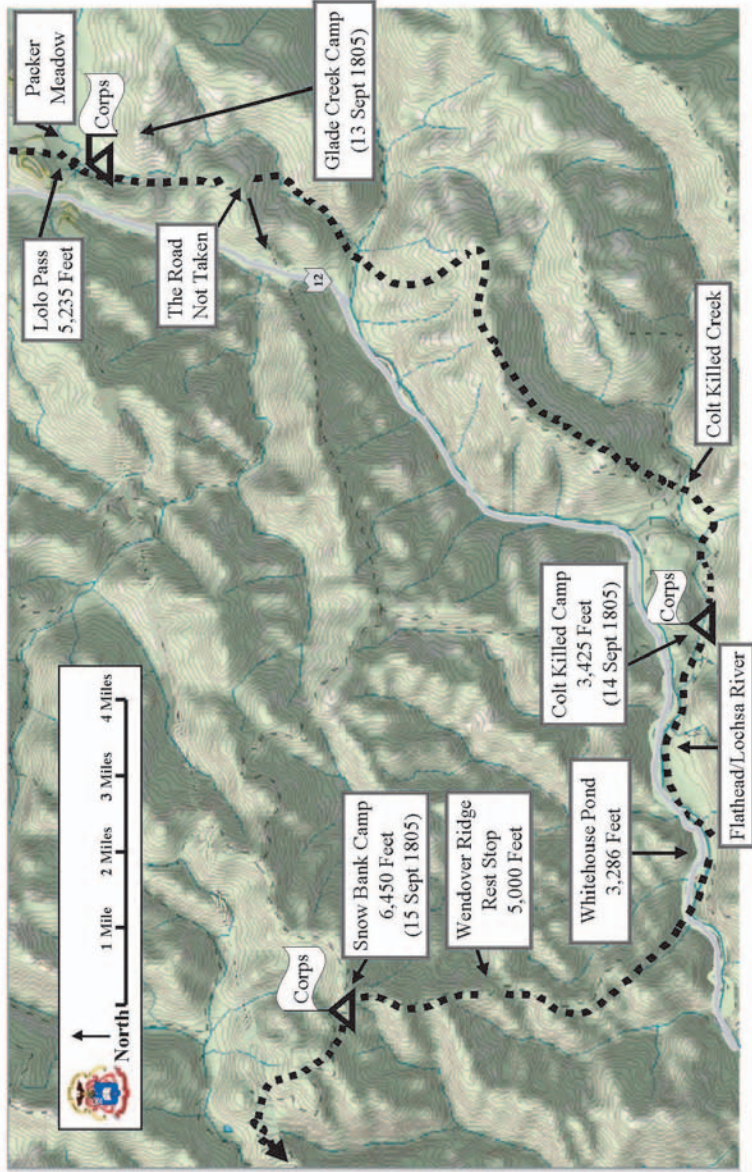 North
1 Mile
2 Miles
3 Miles
4 Miles
Lolo Pass
5,235 Feet
Packer
Meadow
Corps
The Road
Not Taken
Glade Creek Camp
(13 Sept 1805)
12
Corps
Snow Bank Camp
6,450 Feet
(15 Sept 1805)
Wendover Ridge
Rest Stop
5,000 Feet
Whitehouse Pond
3,286 Feet
Colt Killed Camp
3,425 Feet
(14 Sept 1805)
Corps
Flathead/Lochsa River
Colt Killed Creek